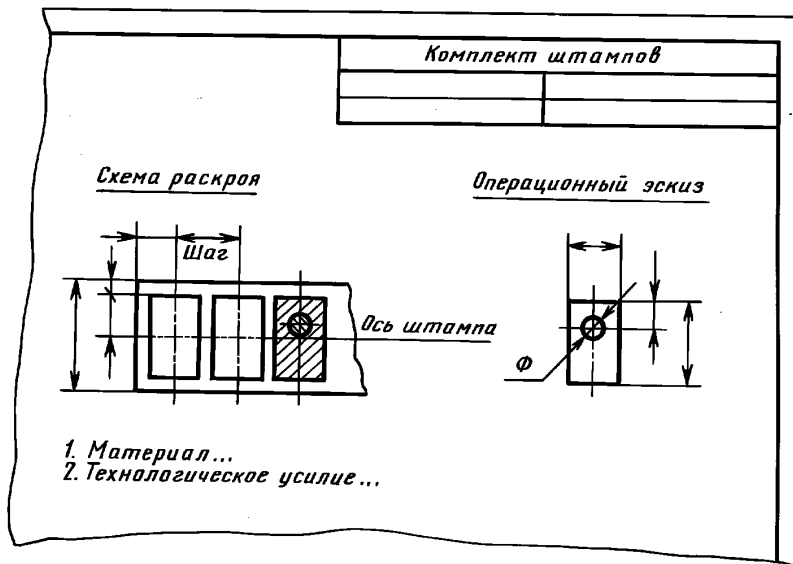 Комплект штампов
Схема раскроя
Операционный эскиз
Шаг
Ось штампа
Ф
1. Материал...
2. Технологическое усилие...